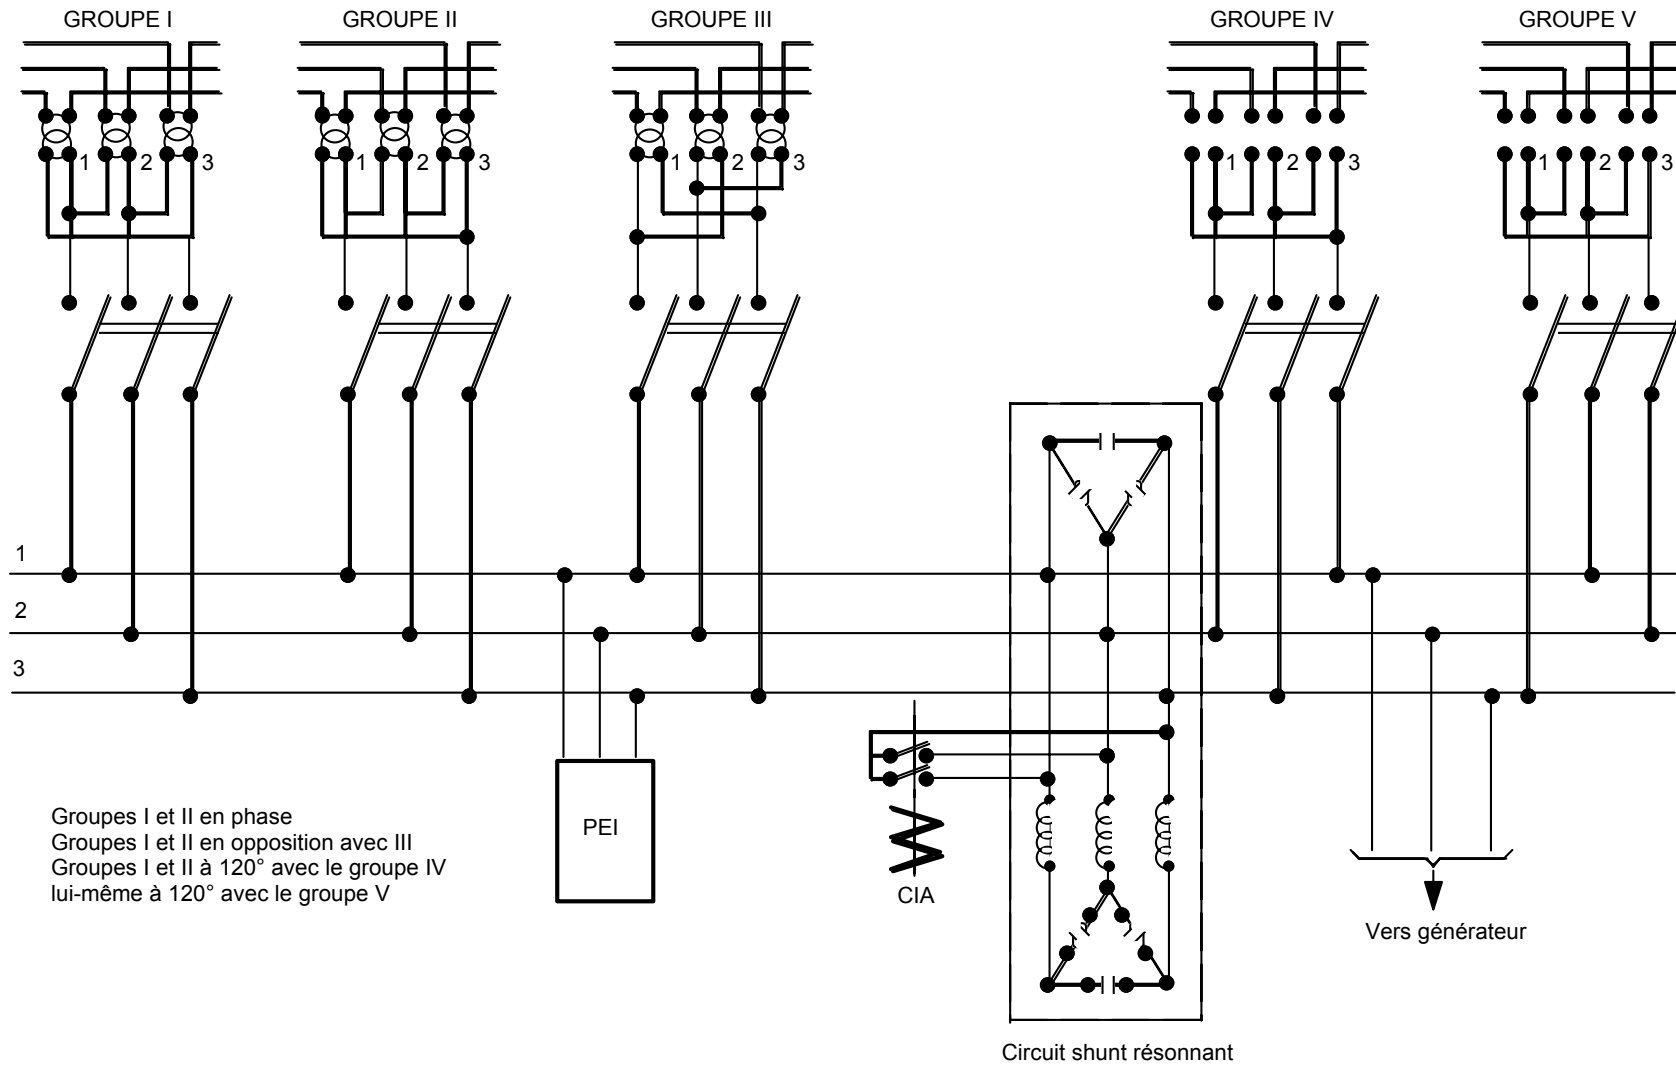 GROUPE I
GROUPE II
GROUPE III
GROUPE IV
GROUPE V
1 2 3
1 2 3
1 2 3
1 2 3
1 2 3
1
2
3
Groupes I et II en phase
Groupes I et II en opposition avec III
Groupes I et II à 120° avec le groupe IV
lui-même à 120° avec le groupe V
PEI
CIA
Vers générateur
Circuit shunt résonnant